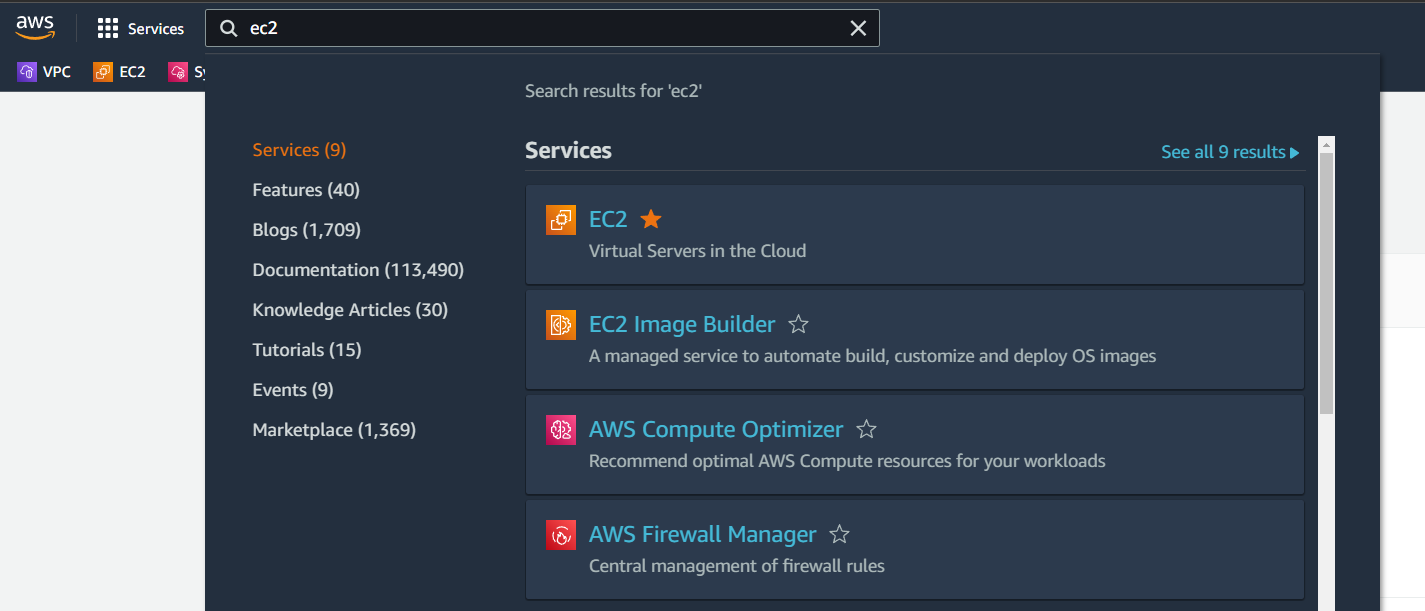 aws
Services
ec2
VPC
EC2
Search results for 'ec2'
Services (9)
Features (40)
Blogs (1,709)
Documentation (113,490)
Knowledge Articles (30)
Tutorials (15)
Events (9)
Marketplace (1,369)
Services
See all 9 results
EC2
Virtual Servers in the Cloud
EC2 Image Builder
A managed service to automate build, customize and deploy OS images
AWS Compute Optimizer
Recommend optimal AWS Compute resources for your workloads
AWS Firewall Manager
Central management of firewall rules